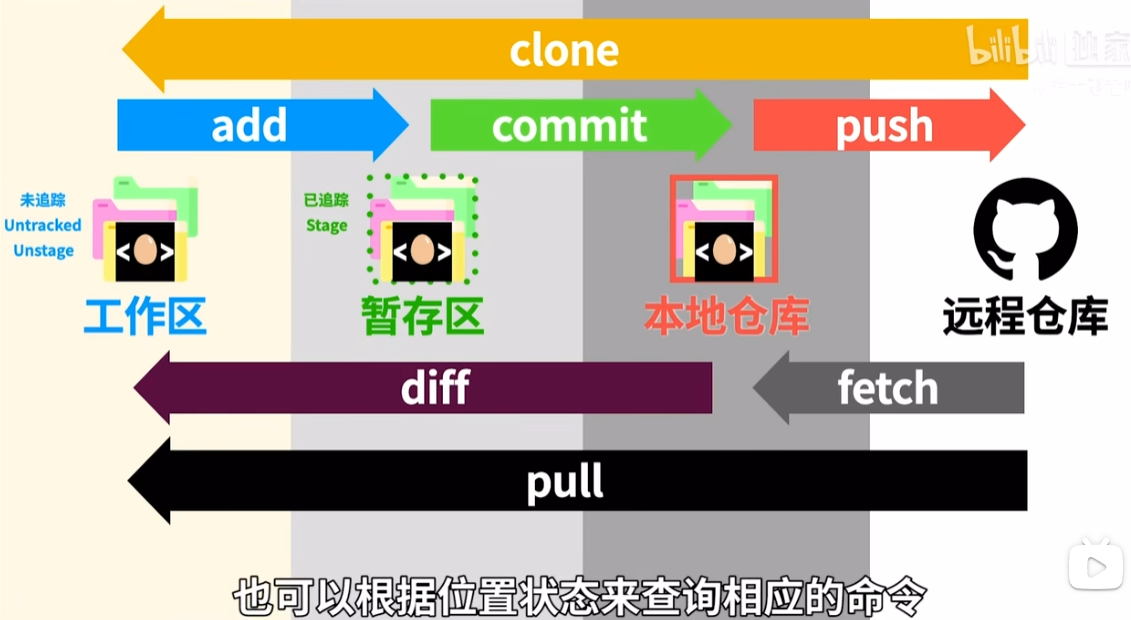 clone
bilibili 独家
add
commit
push
未追踪
Untracked
Unstage
已追踪
Stage
< >
< >
< >
工作区
暂存区
本地仓库
远程仓库
diff
fetch
pull
也可以根据位置状态来查询相应的命令